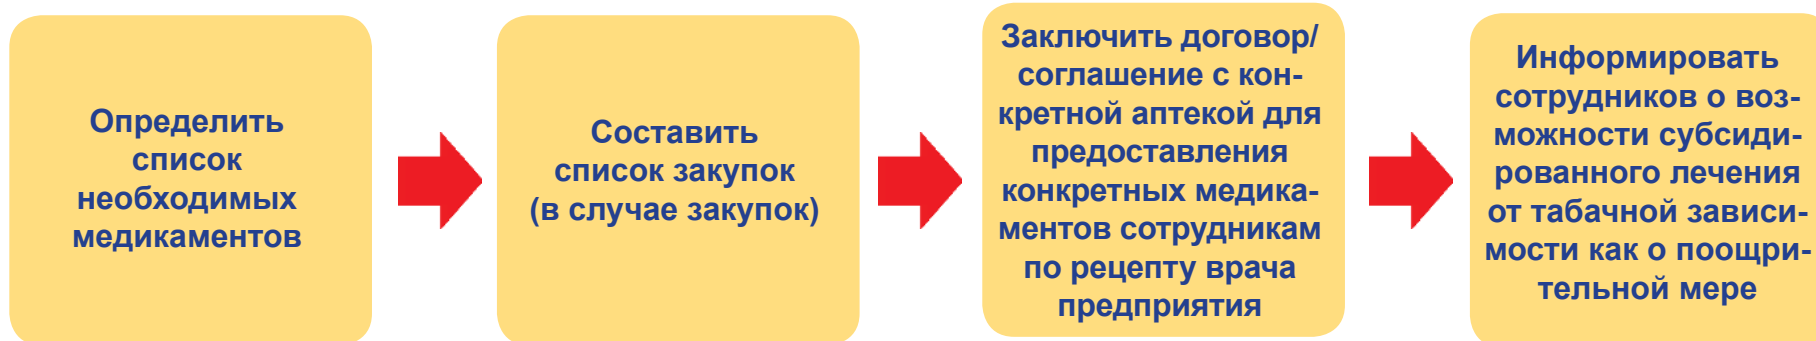 Определить
список
необходимых
медикаментов
Составить
список закупок
(в случае закупок)
Заключить договор/
соглашение с кон-
кретной аптекой для
предоставления
конкретных медика-
ментов сотрудникам
по рецепту врача
предприятия
Информировать
сотрудников о воз-
можности субсиди-
рованного лечения
от табачной зависи-
мости как о поощри-
тельной мере